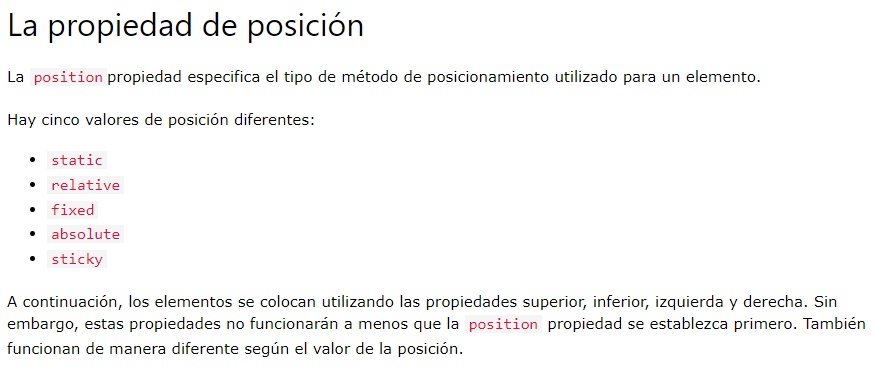 La propiedad de posición
La position propiedad especifica el tipo de método de posicionamiento utilizado para un elemento.
Hay cinco valores de posición diferentes:
• static
• relative
• fixed
• absolute
• sticky
A continuación, los elementos se colocan utilizando las propiedades superior, inferior, izquierda y derecha. Sin
embargo, estas propiedades no funcionarán a menos que la position propiedad se establezca primero. También
funcionan de manera diferente según el valor de la posición.